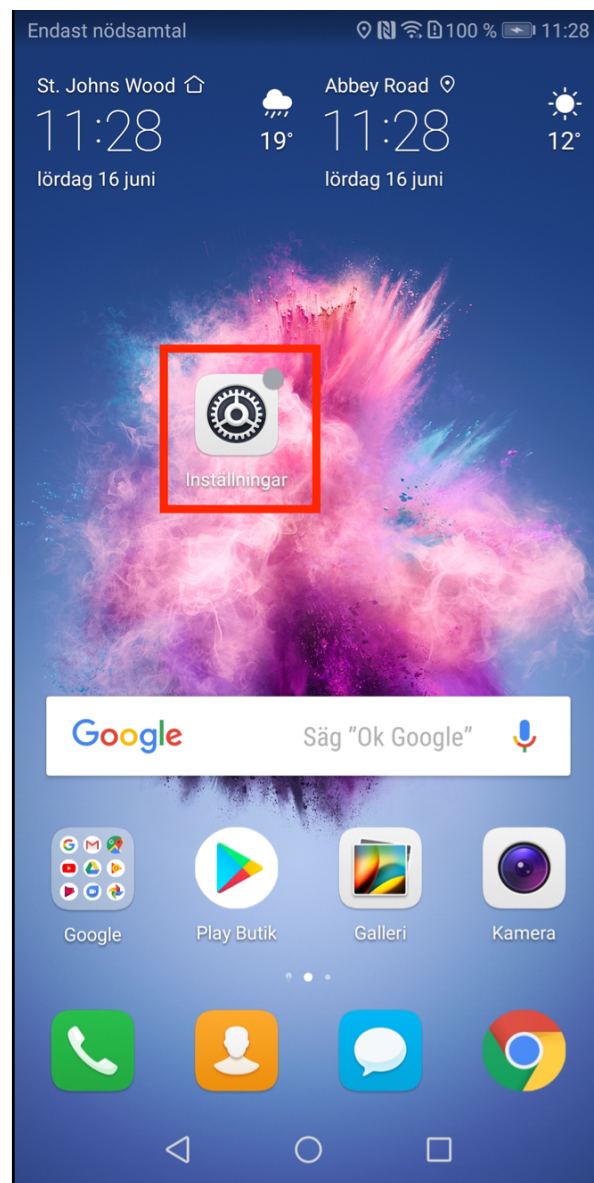 Endast nödsamtal 100 % 11:28
St. Johns Wood
11:28
19°
lördag 16 juni
Abbey Road
11:28
12°
lördag 16 juni
Inställningar
Google Säg "Ok Google"
Google Play Butik Galleri Kamera